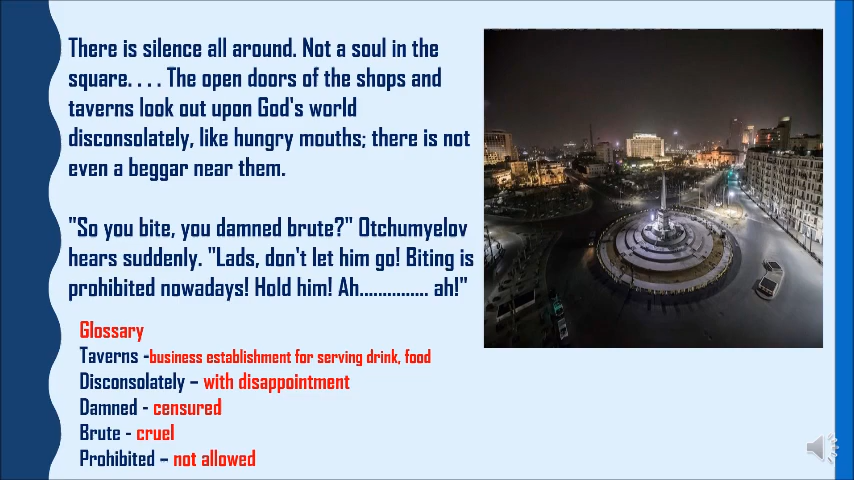 There is silence all around. Not a soul in the
square. . . . The open doors of the shops and
taverns look out upon God's world
disconsolately, like hungry mouths; there is not
even a beggar near them.
"So you bite, you damned brute?" Otchumyelov
hears suddenly. "Lads, don't let him go! Biting is
prohibited nowadays! Hold him! Ah............... ah!"
Glossary
Taverns -business establishment for serving drink, food
Disconsolately – with disappointment
Damned - censured
Brute - cruel
Prohibited – not allowed